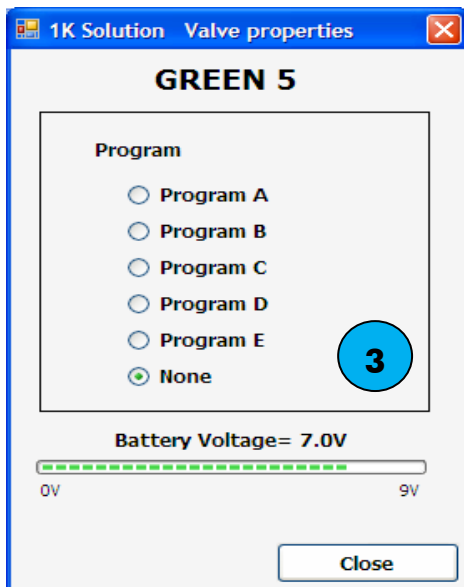 1K Solution Valve properties
GREEN 5
Program
Program A
Program B
Program C
Program D
Program E
None
3
Battery Voltage= 7.0V
0V 9V
Close